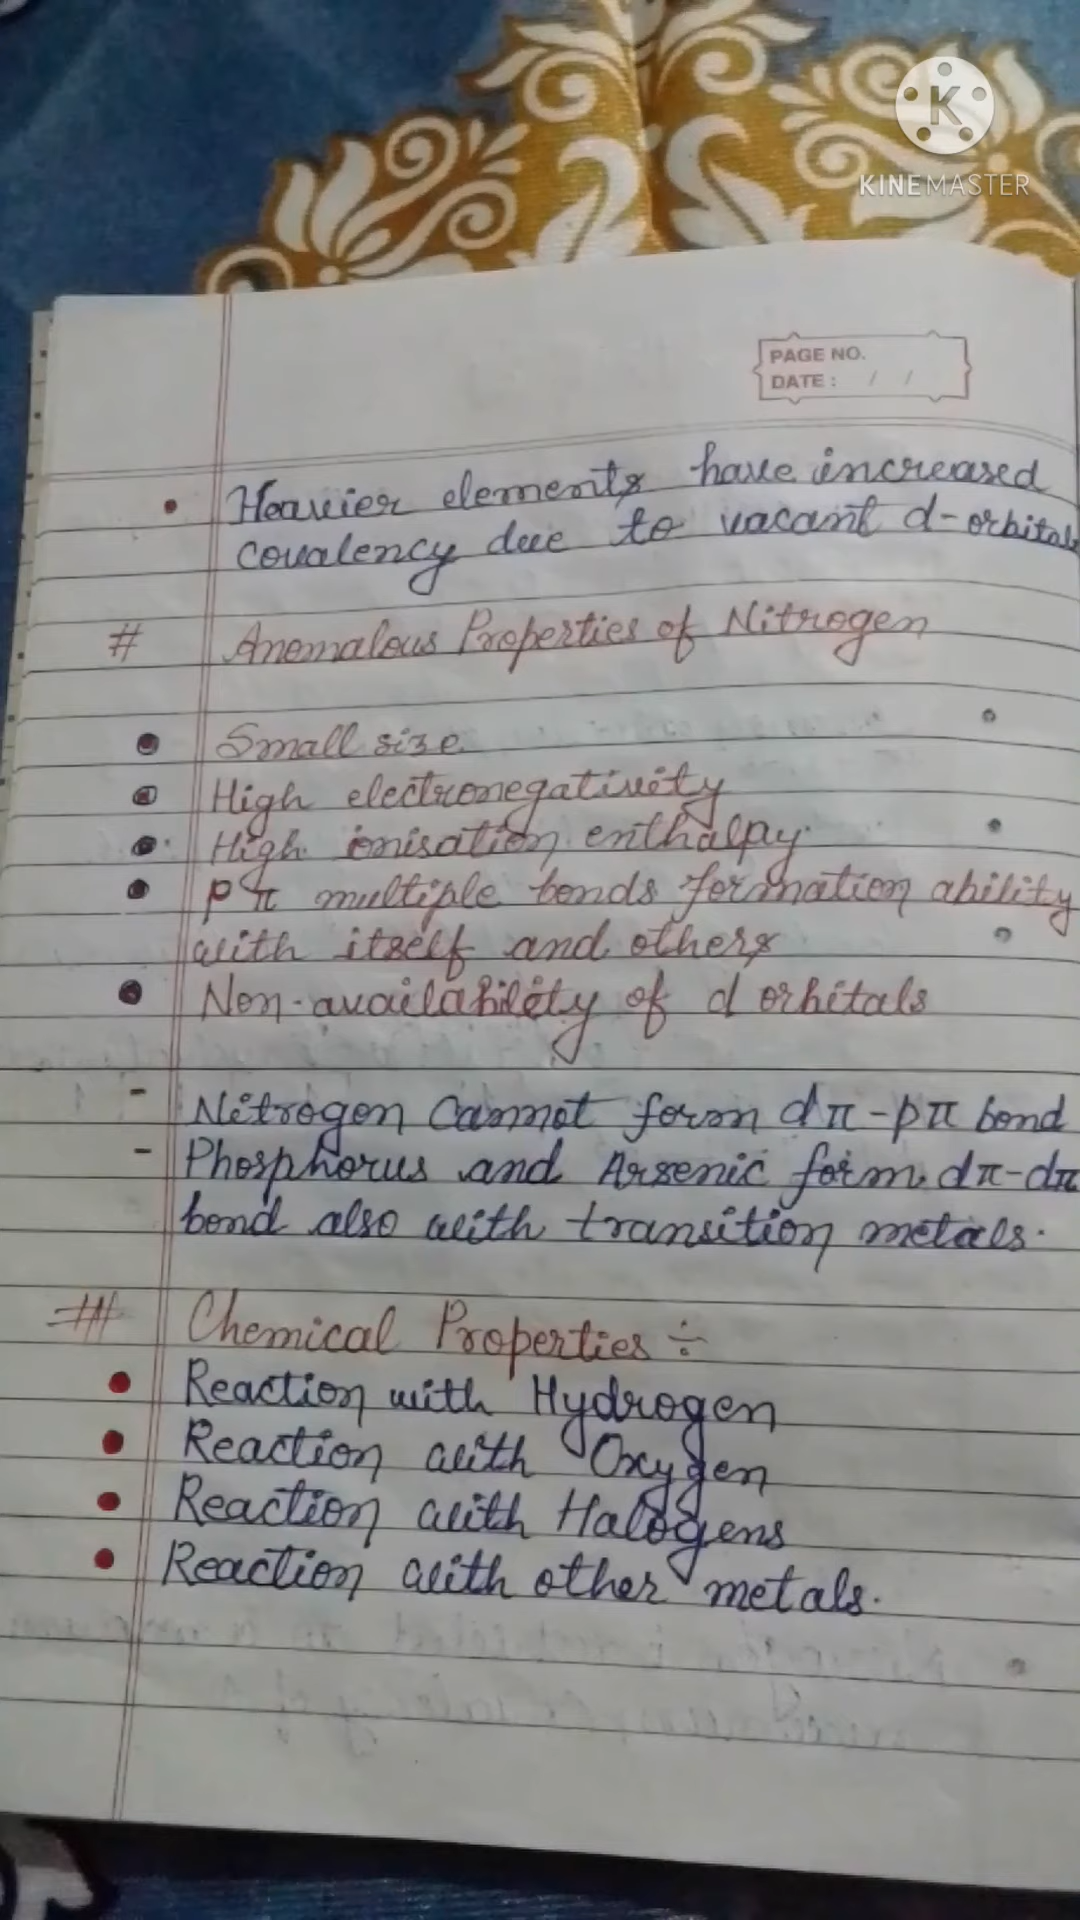 K
KINEMASTER
PAGE NO.
DATE : / /
• Heavier elements have increased
covalency due to vacant d-orbitals
# Anomalous Properties of Nitrogen
• Small size.
• High electronegativity
• High ionisation enthalpy.
• pπ multiple bonds formation ability
with itself and others
• Non-availability of d orbitals
- Nitrogen cannot form dπ-pπ bond
- Phosphorus and Arsenic form dπ-dπ
bond also with transition metals.
# Chemical Properties ÷
• Reaction with Hydrogen
• Reaction with Oxygen
• Reaction with Halogens
• Reaction with other metals.